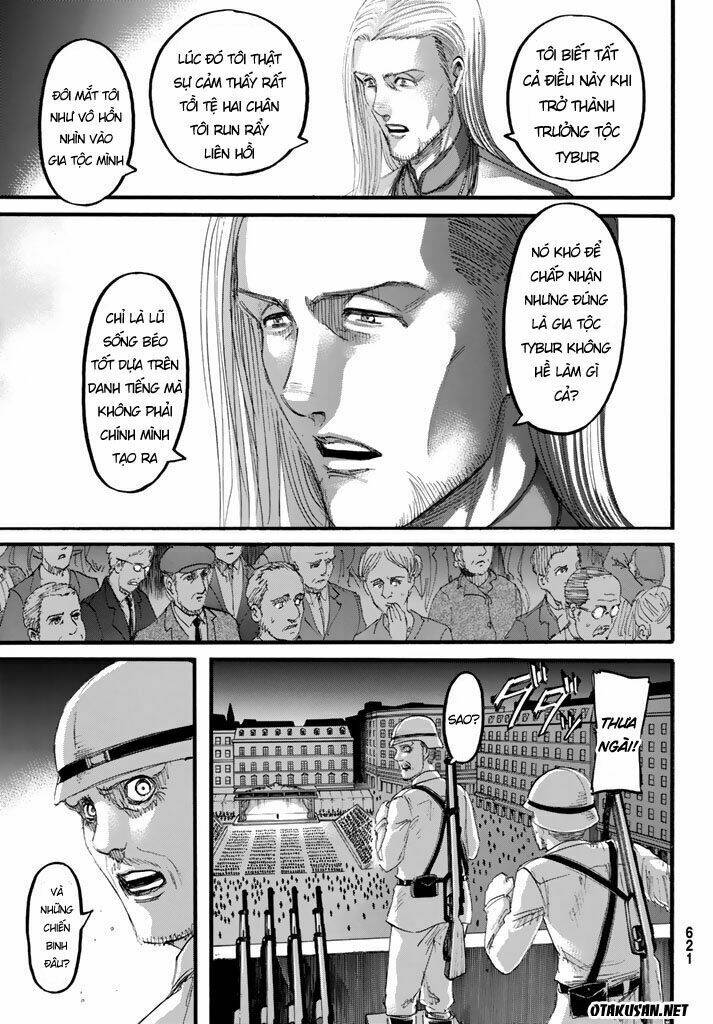 TÔI BIẾT TẤT
CẢ ĐIỀU NÀY KHI
TRỞ THÀNH
TRƯỞNG TỘC
TYBUR
LÚC ĐÓ TÔI THẬT
SỰ CẢM THẤY RẤT
TỒI TỆ HAI CHÂN
TÔI RUN RẨY
LIÊN HỒI
ĐÔI MẮT TÔI
NHƯ VÔ HỒN
NHÌN VÀO
GIA TỘC MÌNH
NÓ KHÓ ĐỂ
CHẤP NHẬN
NHƯNG ĐÚNG
LÀ GIA TỘC
TYBUR KHÔNG
HỀ LÀM GÌ
CẢ?
CHỈ LÀ LŨ
SỐNG BÉO
TỐT DỰA TRÊN
DANH TIẾNG MÀ
KHÔNG PHẢI
CHÍNH MÌNH
TẠO RA
THƯA
NGÀI!!
ダダッ
SAO?
VÀ
NHỮNG
CHIẾN
BINH
ĐÂU?
621
OTAKUSAN.NET